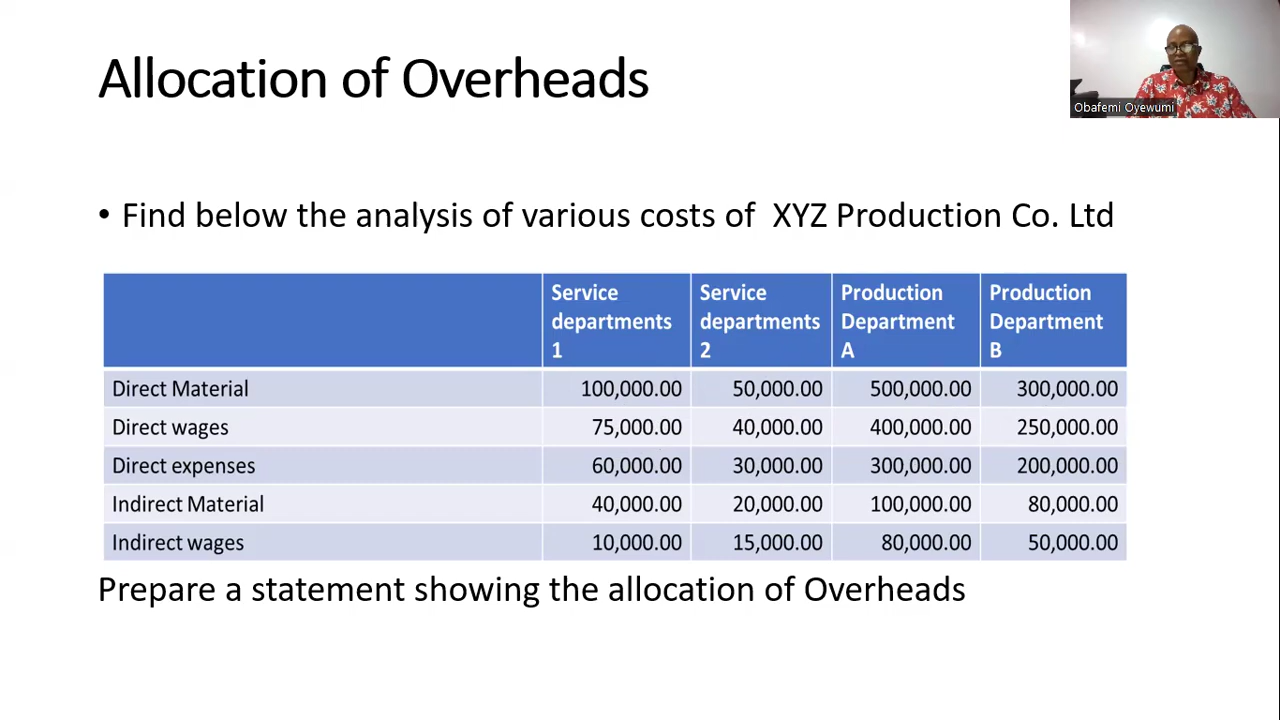 Allocation of Overheads
Obafemi Oyewumi
• Find below the analysis of various costs of XYZ Production Co. Ltd
Service departments 1 Service departments 2 Production Department A Production Department B
Direct Material 100,000.00 50,000.00 500,000.00 300,000.00
Direct wages 75,000.00 40,000.00 400,000.00 250,000.00
Direct expenses 60,000.00 30,000.00 300,000.00 200,000.00
Indirect Material 40,000.00 20,000.00 100,000.00 80,000.00
Indirect wages 10,000.00 15,000.00 80,000.00 50,000.00
Prepare a statement showing the allocation of Overheads